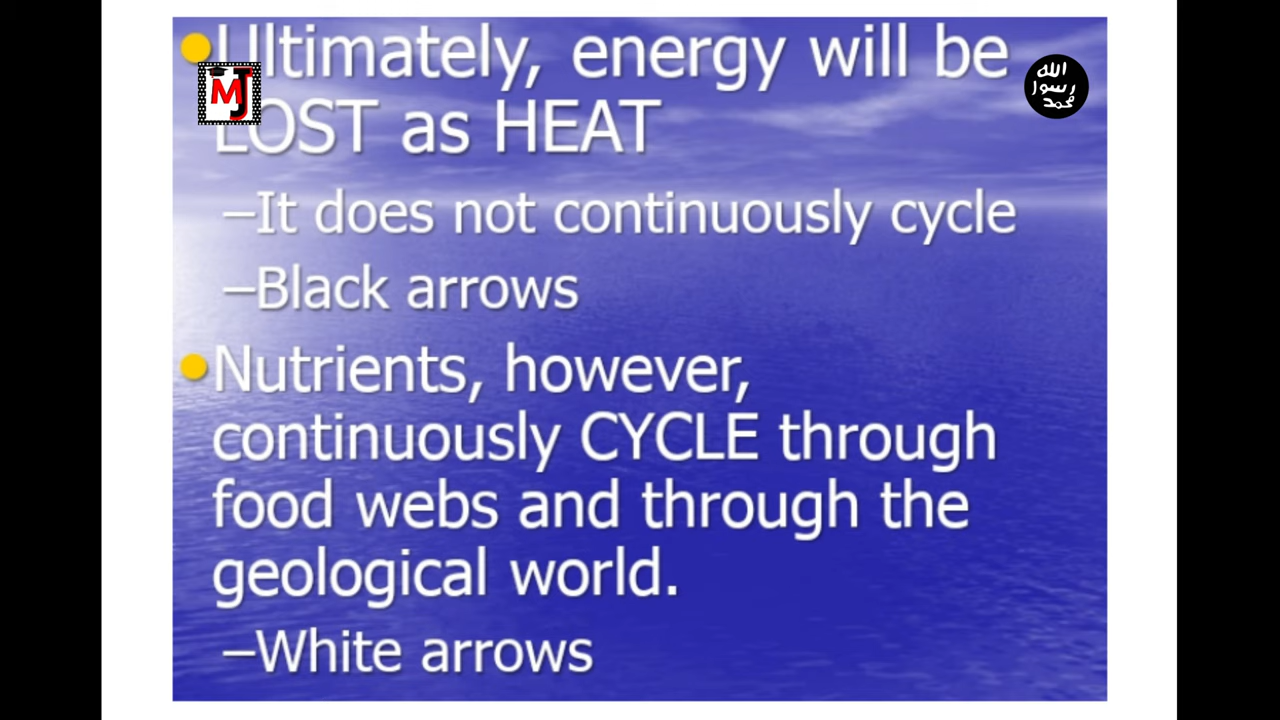 •Ultimately, energy will be
LOST as HEAT
–It does not continuously cycle
–Black arrows
•Nutrients, however,
continuously CYCLE through
food webs and through the
geological world.
–White arrows
MJ
الله
رسول
محمد